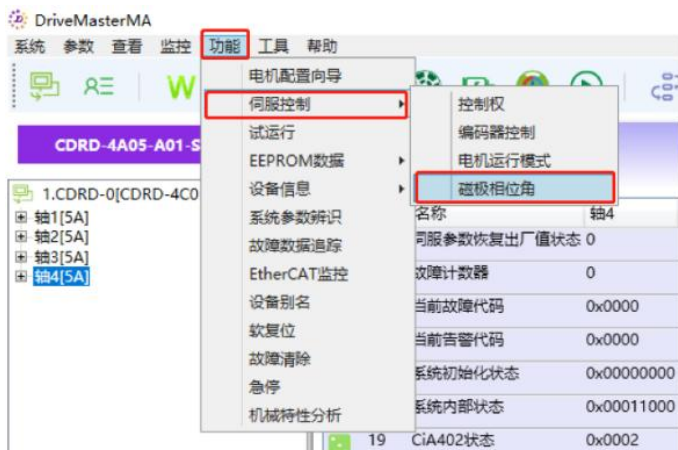 DriveMasterMA
系统 参数 查看 监控 功能 工具 帮助
W
CDRD-4A05-A01-S
1.CDRD-0[CDRD-4C0
轴1[5A]
轴2[5A]
轴3[5A]
轴4[5A]
电机配置向导
伺服控制
试运行
EEPROM数据
设备信息
系统参数辨识
故障数据追踪
EtherCAT监控
设备别名
软复位
故障清除
急停
机械特性分析
控制权
编码器控制
电机运行模式
磁极相位角
名称 轴4
伺服参数恢复出厂值状态 0
故障计数器 0
当前故障代码 0x0000
当前告警代码 0x0000
系统初始化状态 0x00000000
系统内部状态 0x00011000
19 CiA402状态 0x0002